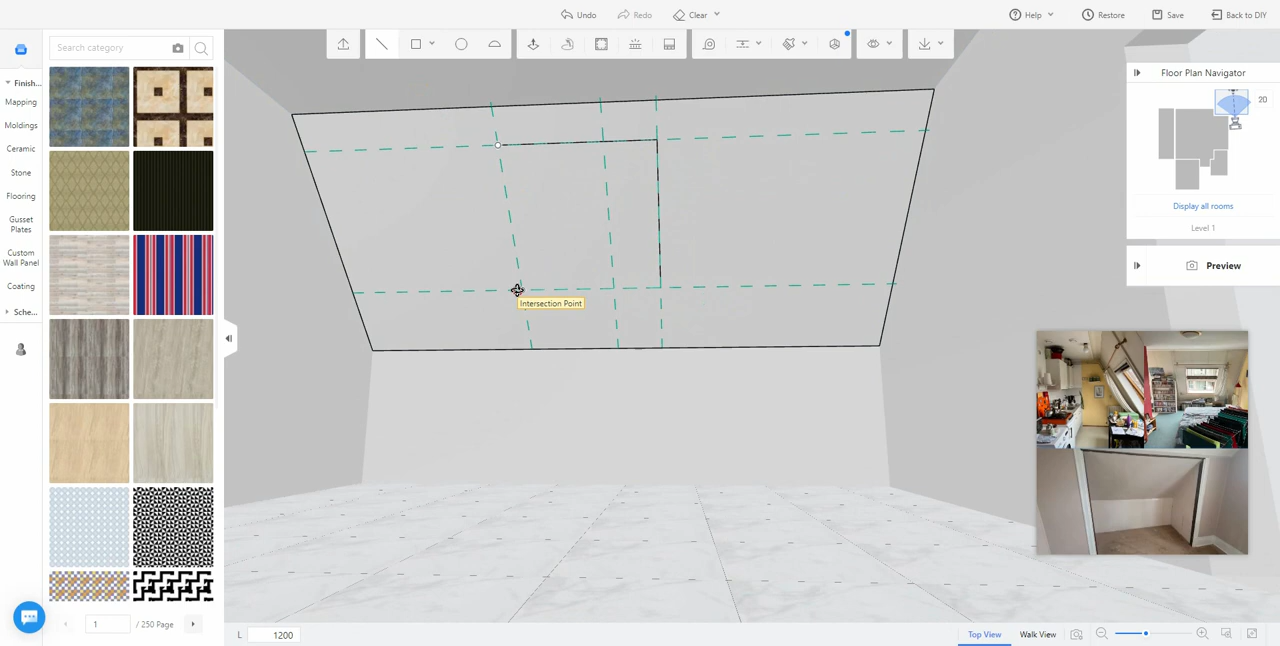 Undo Redo Clear Help Restore Save Back to DIY
Search category
Finish...
Mapping
Moldings
Ceramic
Stone
Flooring
Gusset
Plates
Custom
Wall Panel
Coating
Sche...
Floor Plan Navigator
20
Display all rooms
Level 1
Preview
Intersection Point
1 / 250 Page
L 1200
Top View Walk View